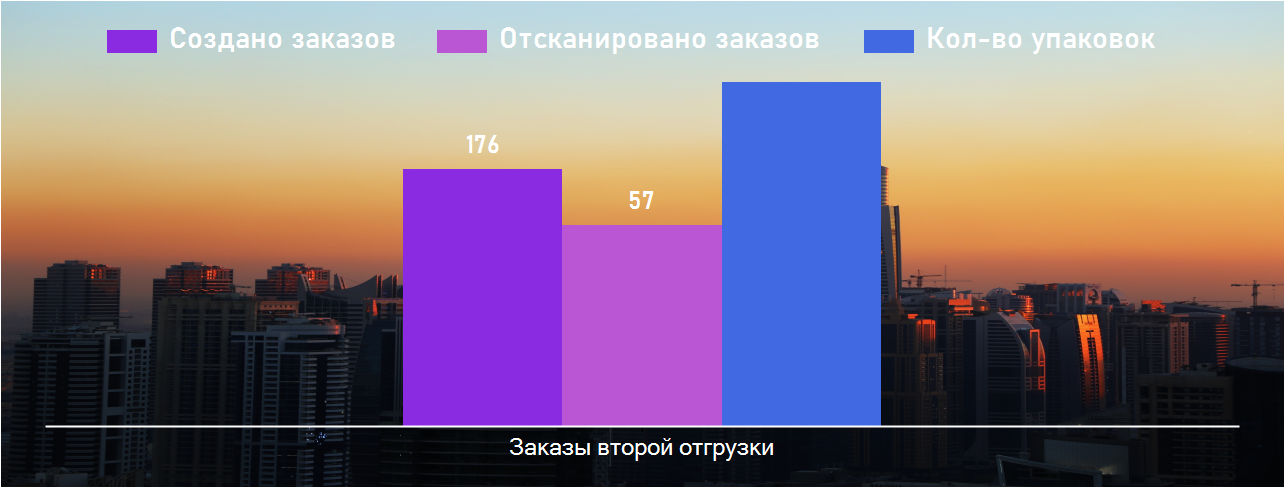 Создано заказов Отсканировано заказов Кол-во упаковок
176
57
Заказы второй отгрузки